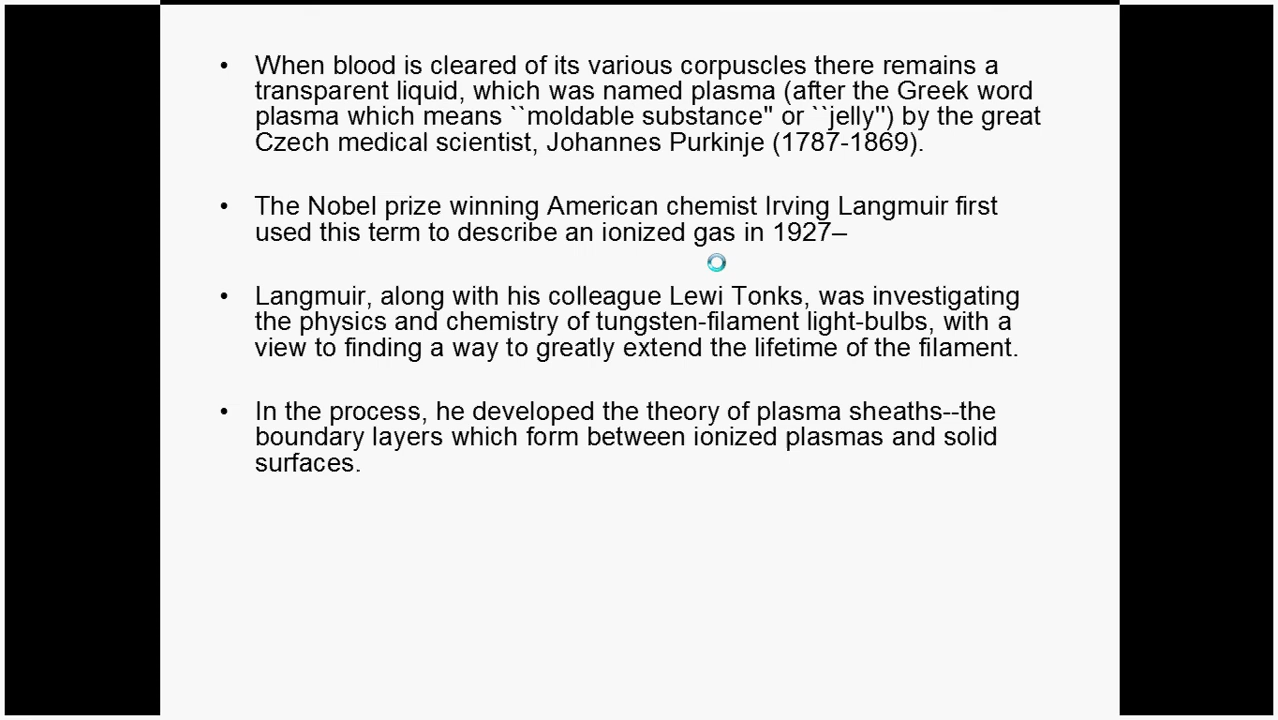 • When blood is cleared of its various corpuscles there remains a
transparent liquid, which was named plasma (after the Greek word
plasma which means ``moldable substance'' or ``jelly'') by the great
Czech medical scientist, Johannes Purkinje (1787-1869).
• The Nobel prize winning American chemist Irving Langmuir first
used this term to describe an ionized gas in 1927–
• Langmuir, along with his colleague Lewi Tonks, was investigating
the physics and chemistry of tungsten-filament light-bulbs, with a
view to finding a way to greatly extend the lifetime of the filament.
• In the process, he developed the theory of plasma sheaths--the
boundary layers which form between ionized plasmas and solid
surfaces.